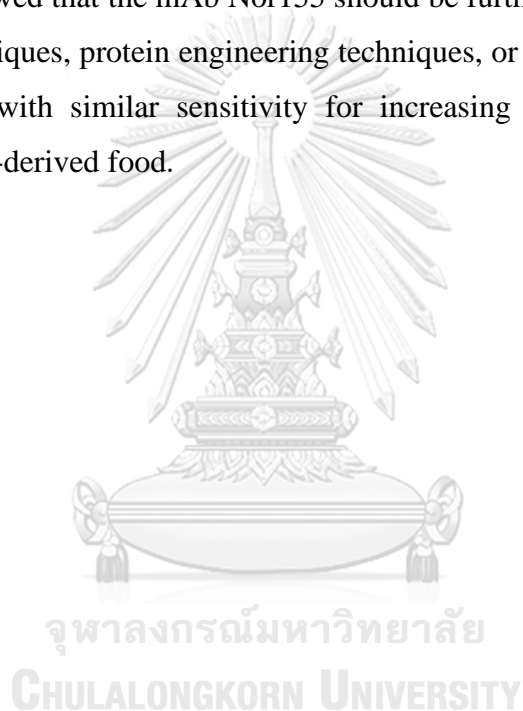 wed that the mAb Nor155 should be furth
iques, protein engineering techniques, or
with similar sensitivity for increasing
-derived food.
จุฬาลงกรณ์มหาวิทยาลัย
CHULALONGKORN UNIVERSITY